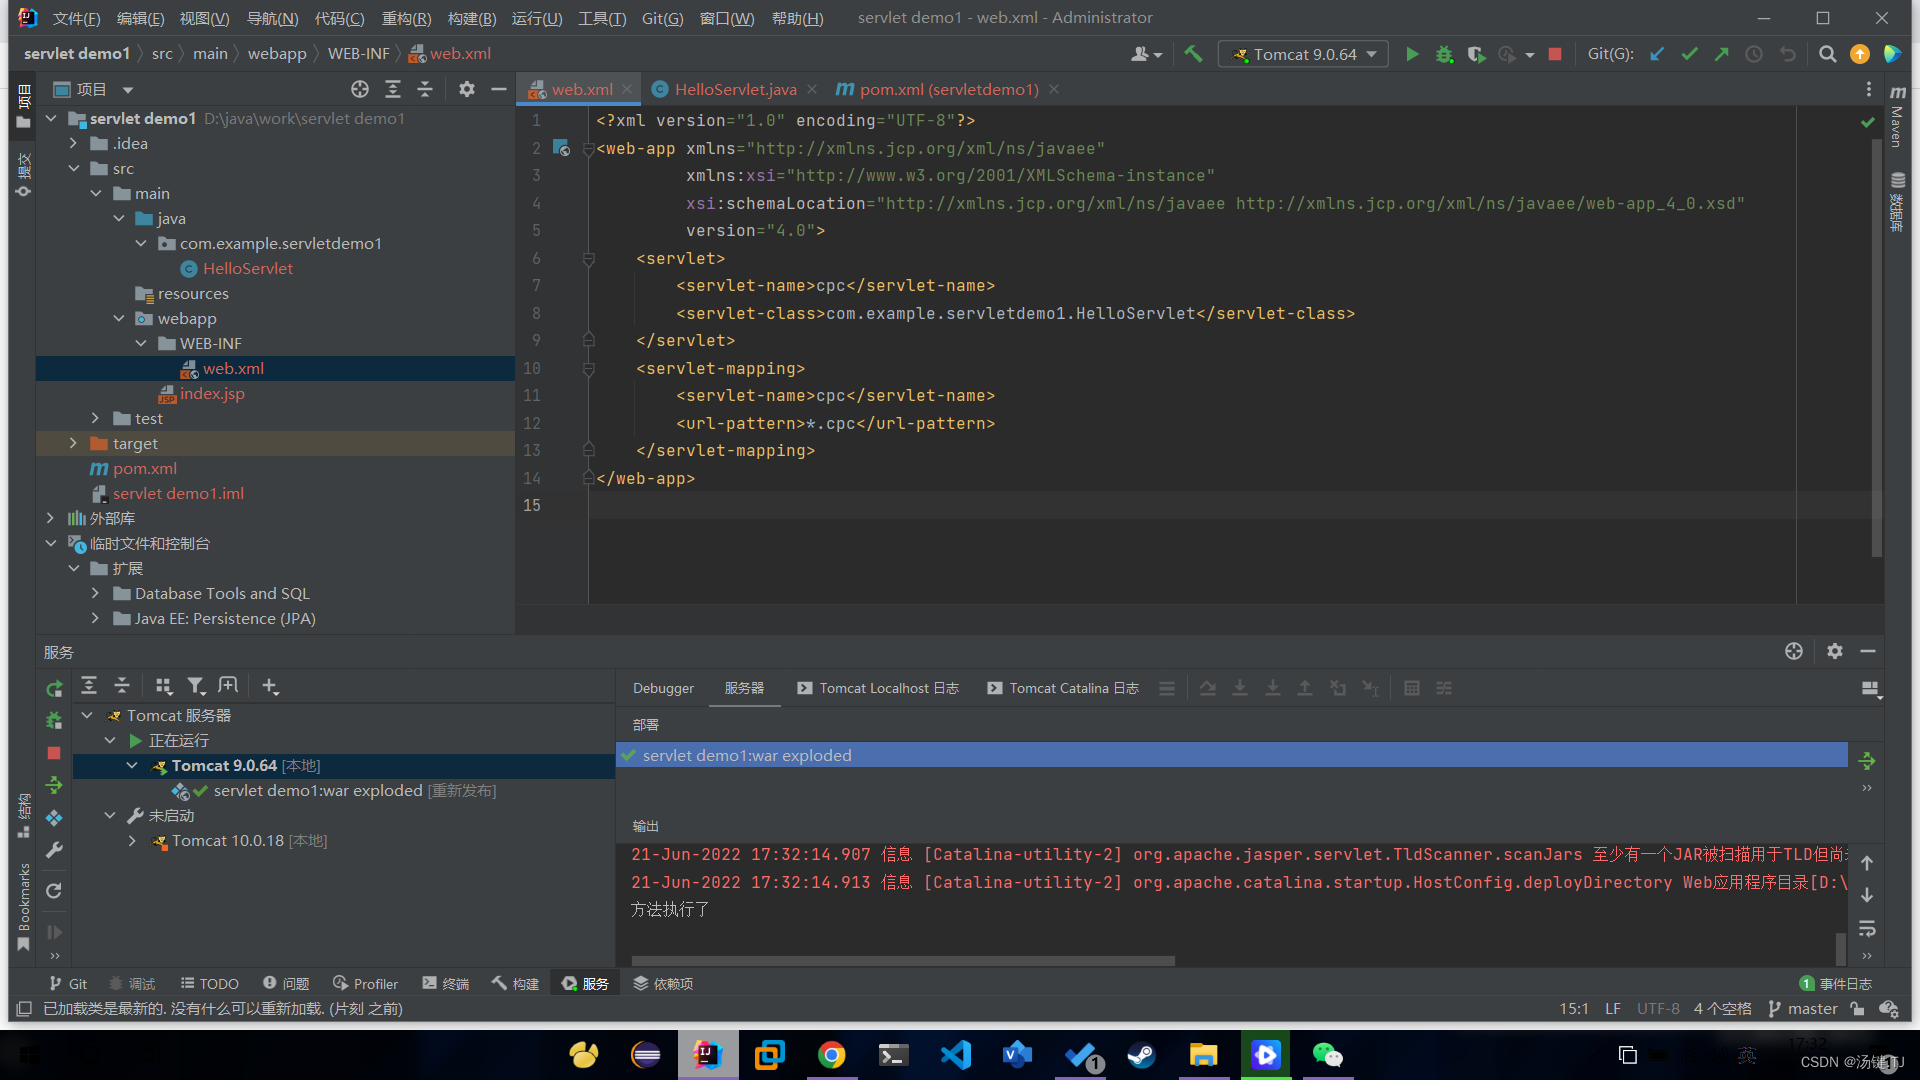 文件(F) 编辑(E) 视图(V) 导航(N) 代码(C) 重构(R) 构建(B) 运行(U) 工具(T) Git(G) 窗口(W) 帮助(H) servlet demo1 - web.xml - Administrator
servlet demo1 src main webapp WEB-INF web.xml Tomcat 9.0.64 Git(G):
项目 web.xml HelloServlet.java pom.xml (servletdemo1)
项目
提交
结构
Bookmarks
servlet demo1 D:\java\work\servlet demo1
.idea
src
main
java
com.example.servletdemo1
HelloServlet
resources
webapp
WEB-INF
web.xml
index.jsp
test
target
pom.xml
servlet demo1.iml
外部库
临时文件和控制台
扩展
Database Tools and SQL
Java EE: Persistence (JPA)
1 <?xml version="1.0" encoding="UTF-8"?>
2 <web-app xmlns="http://xmlns.jcp.org/xml/ns/javaee"
3 xmlns:xsi="http://www.w3.org/2001/XMLSchema-instance"
4 xsi:schemaLocation="http://xmlns.jcp.org/xml/ns/javaee http://xmlns.jcp.org/xml/ns/javaee/web-app_4_0.xsd"
5 version="4.0">
6 <servlet>
7 <servlet-name>cpc</servlet-name>
8 <servlet-class>com.example.servletdemo1.HelloServlet</servlet-class>
9 </servlet>
10 <servlet-mapping>
11 <servlet-name>cpc</servlet-name>
12 <url-pattern>*.cpc</url-pattern>
13 </servlet-mapping>
14 </web-app>
15
Maven
数据库
服务
Tomcat 服务器
正在运行
Tomcat 9.0.64 [本地]
servlet demo1:war exploded [重新发布]
未启动
Tomcat 10.0.18 [本地]
Debugger 服务器 Tomcat Localhost 日志 Tomcat Catalina 日志
部署
servlet demo1:war exploded
输出
21-Jun-2022 17:32:14.907 信息 [Catalina-utility-2] org.apache.jasper.servlet.TldScanner.scanJars 至少有一个JAR被扫描用于TLD但尚
21-Jun-2022 17:32:14.913 信息 [Catalina-utility-2] org.apache.catalina.startup.HostConfig.deployDirectory Web应用程序目录[D:\
方法执行了
Git 调试 TODO 问题 Profiler 终端 构建 服务 依赖项 1 事件日志
已加载类是最新的. 没有什么可以重新加载. (片刻 之前) 15:1 LF UTF-8 4 个空格 master
1 英 17:32
CSDN @汤键.TJ